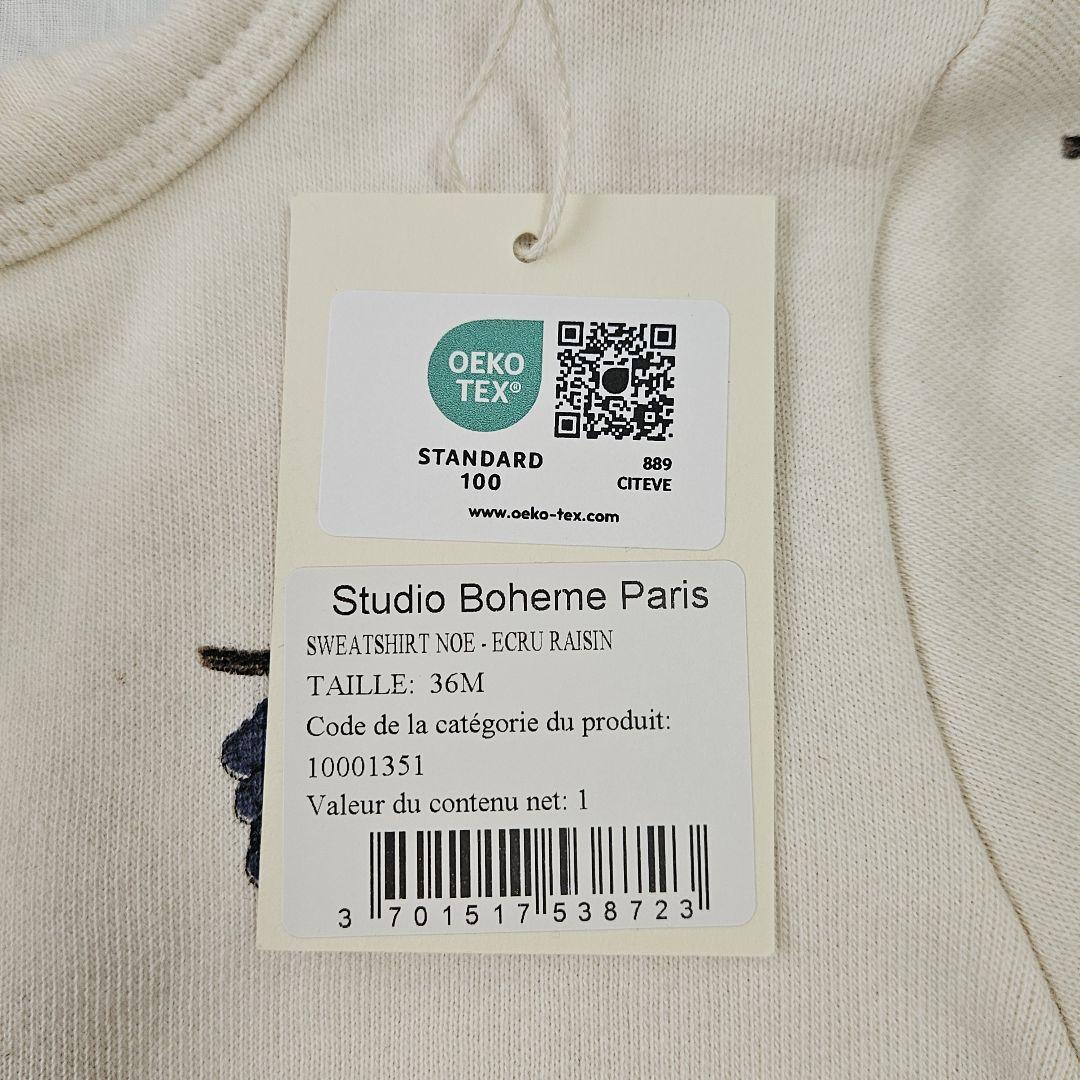 OEKO
TEX®
STANDARD
100
889
CITEVE
www.oeko-tex.com
Studio Boheme Paris
SWEATSHIRT NOE - ECRU RAISIN
TAILLE: 36M
Code de la catégorie du produit:
10001351
Valeur du contenu net: 1
3 701517 538723